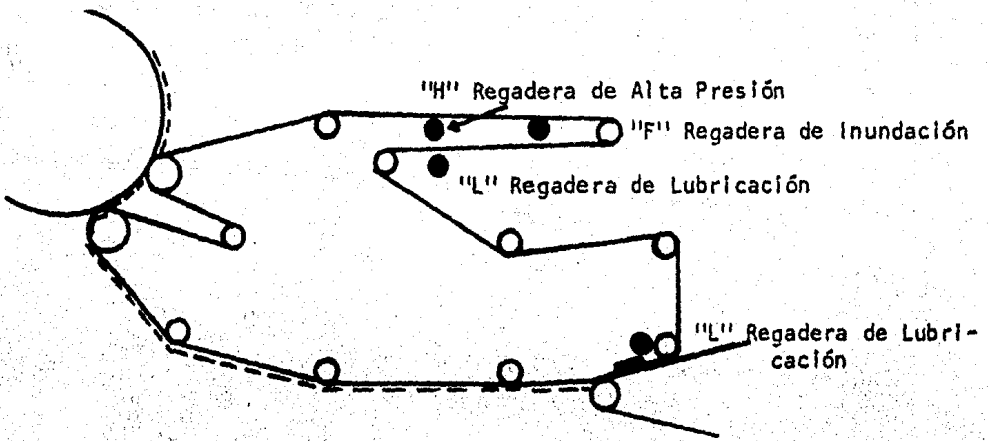 "H" Regadera de Alta Presión
"F" Regadera de Inundación
"L" Regadera de Lubricación
"L" Regadera de Lubri-
cación